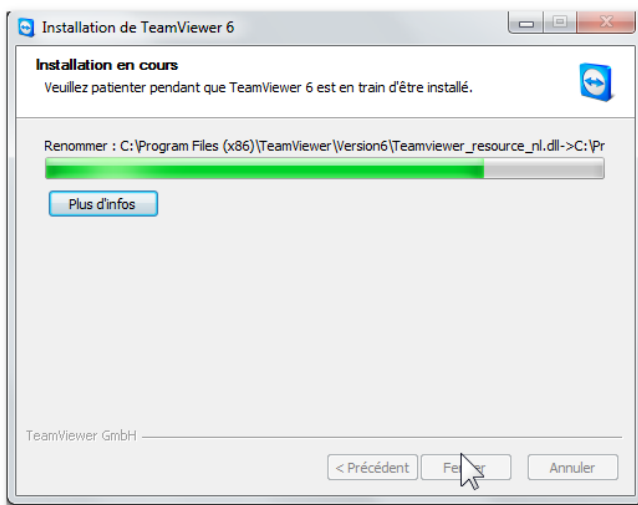 Installation de TeamViewer 6
Installation en cours
Veuillez patienter pendant que TeamViewer 6 est en train d'être installé.
Renommer : C:\Program Files (x86)\TeamViewer\Version6\Teamviewer_resource_nl.dll->C:\Pr
Plus d'infos
TeamViewer GmbH
< Précédent
Annuler